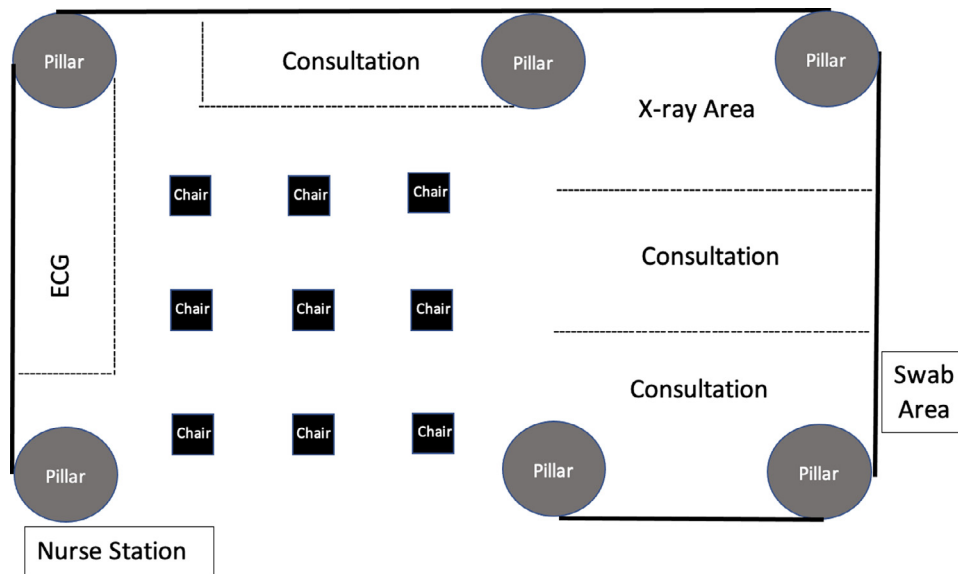 Pillar
Consultation
Pillar
Pillar
X-ray Area
Chair
Chair
Chair
ECG
Consultation
Chair
Chair
Chair
Consultation
Swab
Area
Chair
Chair
Chair
Pillar
Pillar
Pillar
Nurse Station